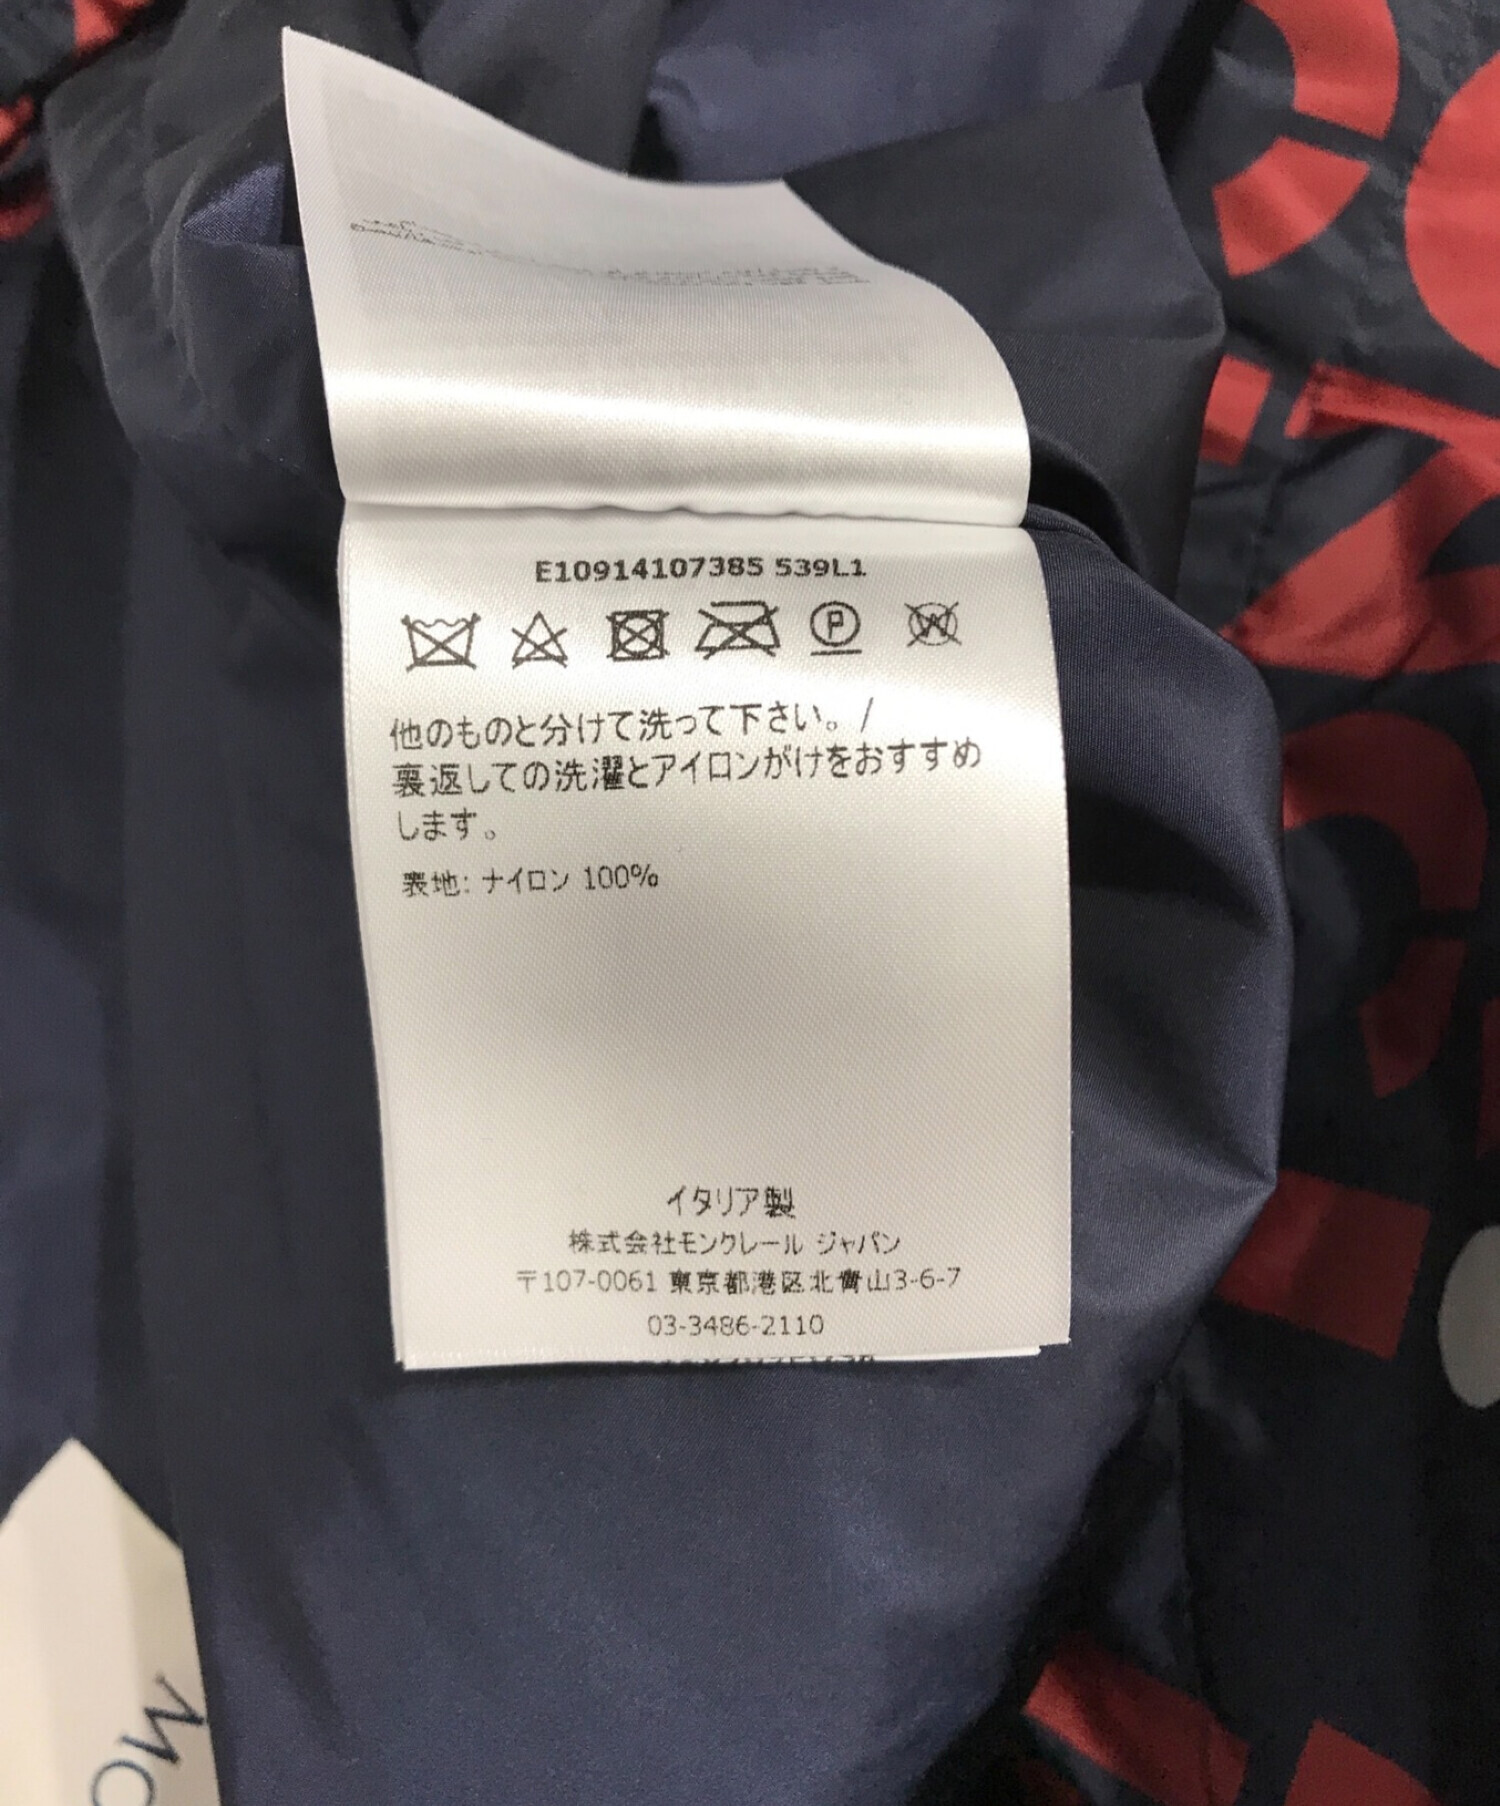 E10914107385 539L1
P
W
他のものと分けて洗って下さい。/
裏返しての洗濯とアイロンがけをおすすめ
します。
表地: ナイロン 100%
イタリア製
株式会社モンクレール ジャパン
〒107-0061 東京都港区北青山3-6-7
03-3486-2110
MO